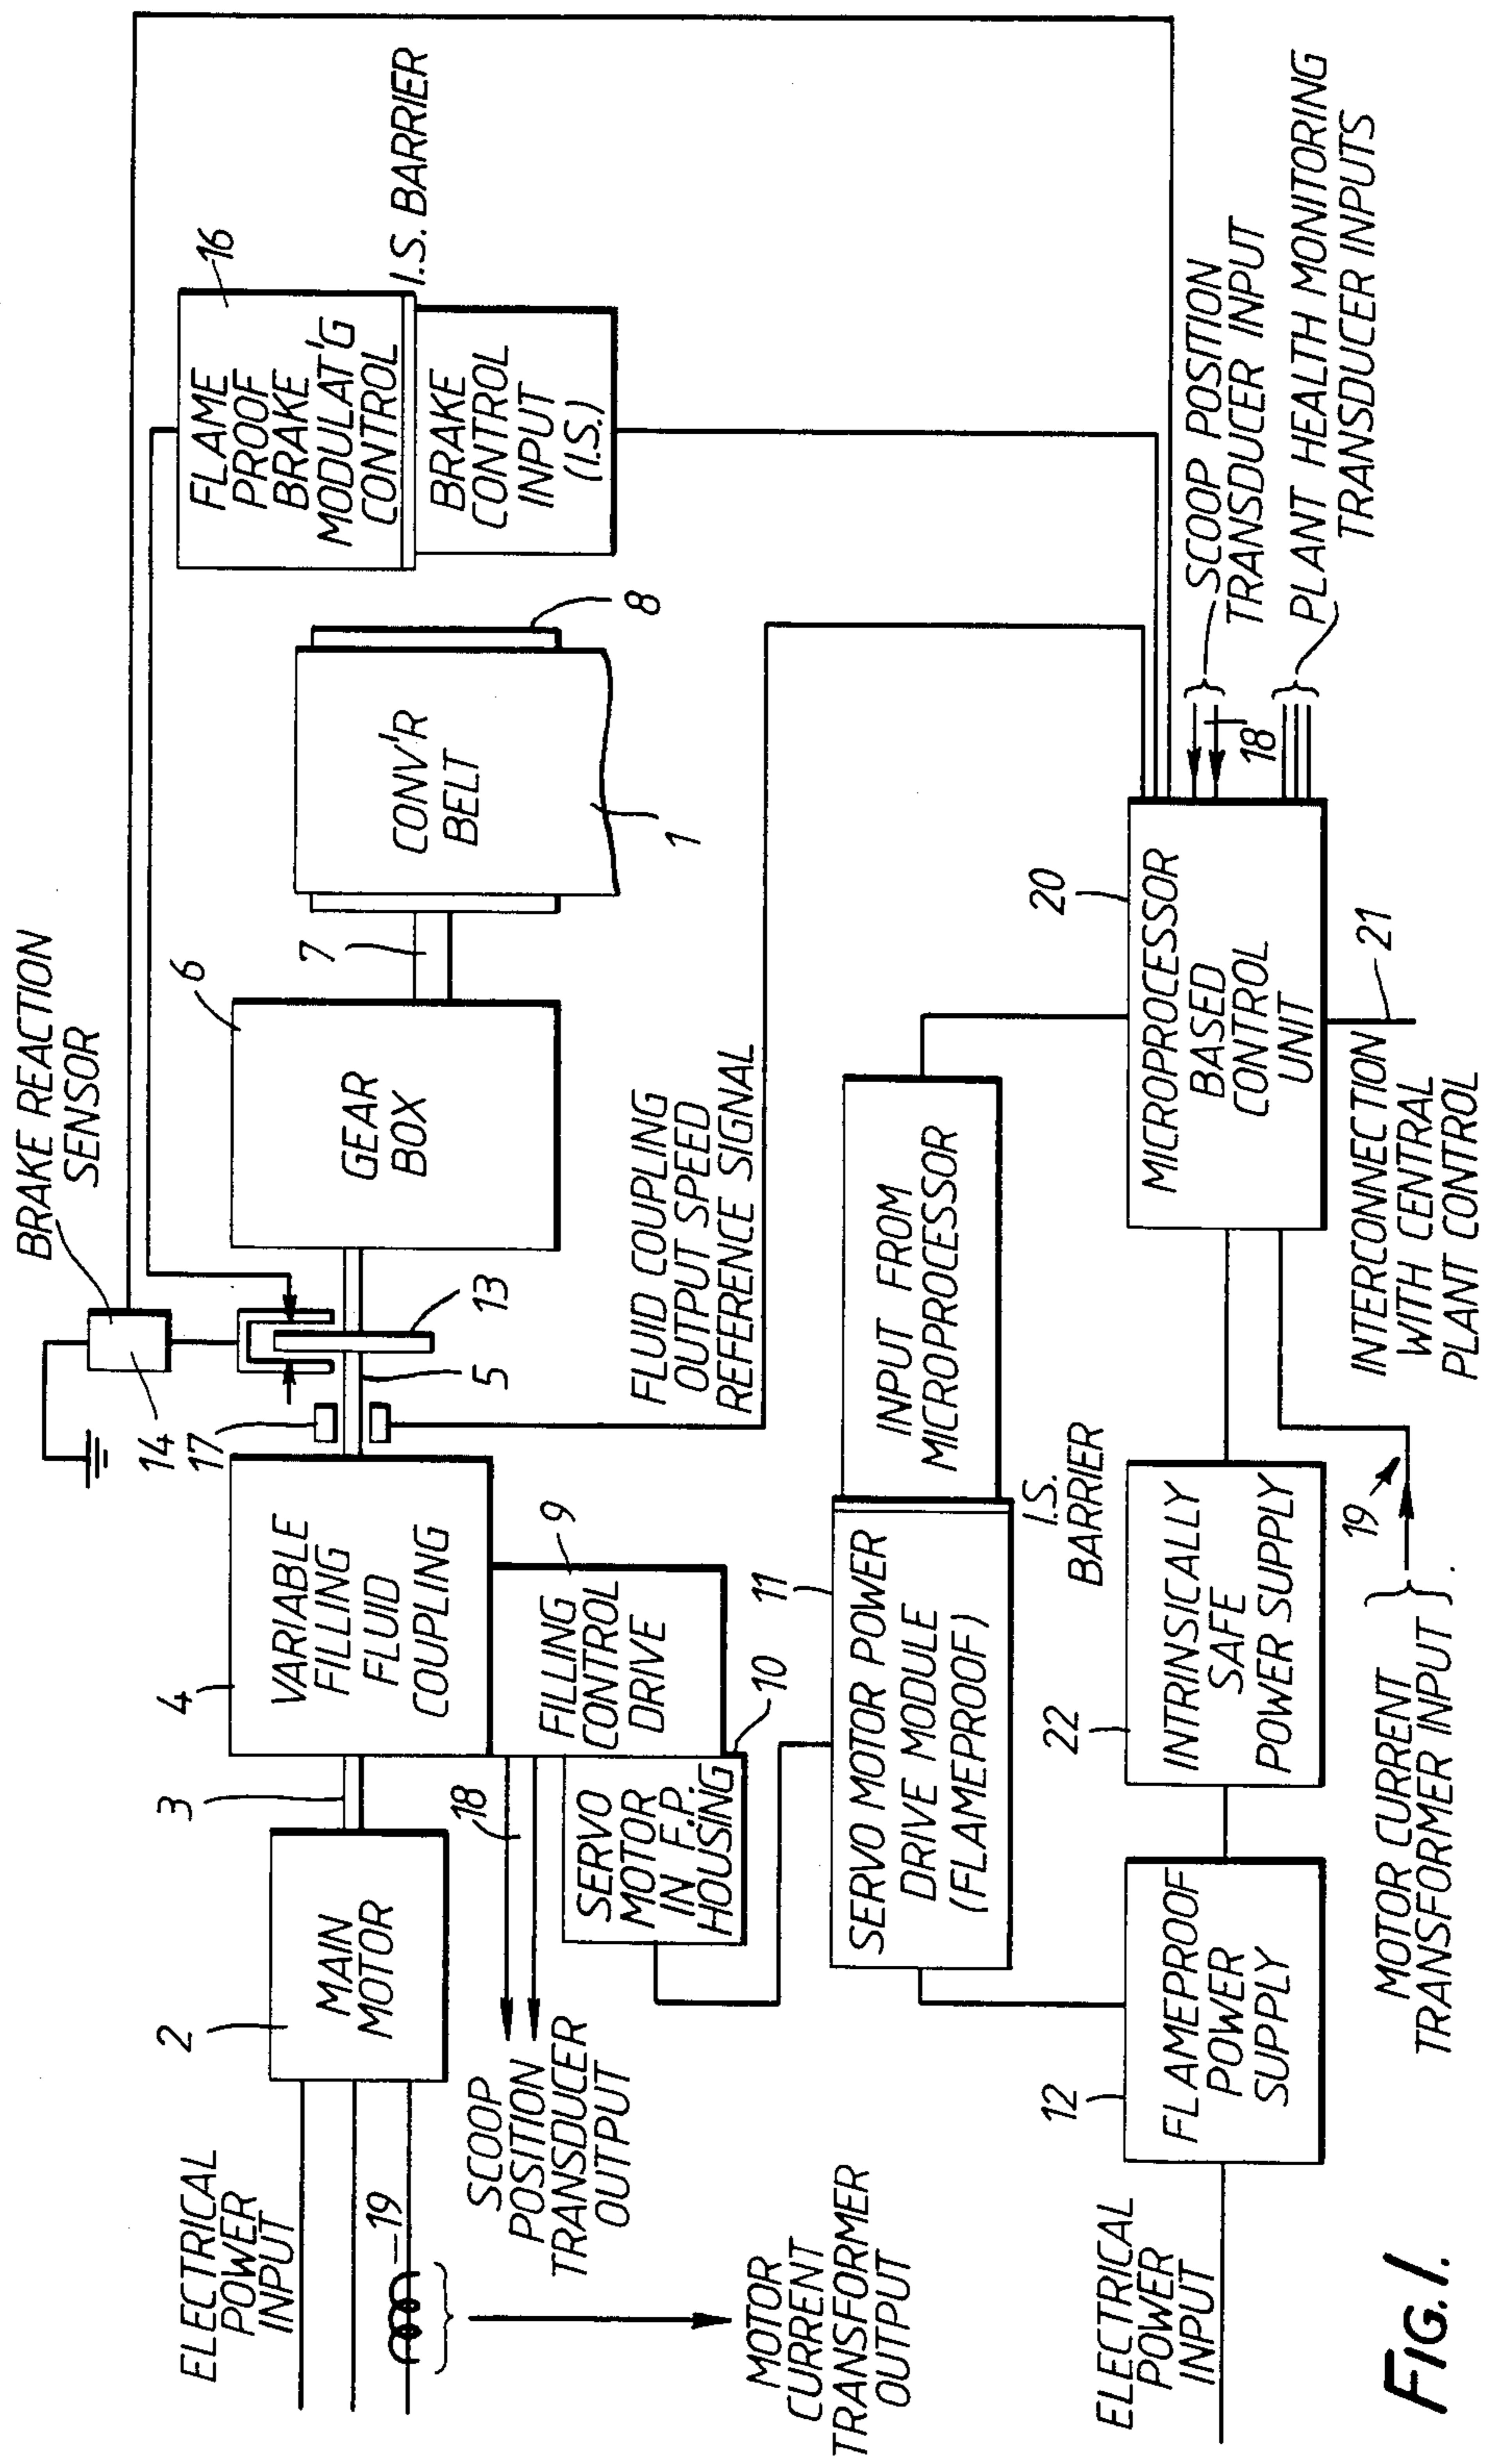 ELECTRICAL
POWER
INPUT
2
MAIN
MOTOR
19
MOTOR
CURRENT
TRANSFORMER
OUTPUT
3
4
VARIABLE
FILLING
FLUID
COUPLING
18
SCOOP
POSITION
TRANSDUCER
OUTPUT
FILLING
CONTROL
DRIVE
9
SERVO
MOTOR
IN F.P.
HOUSING
10
14
17
BRAKE REACTION
SENSOR
5
13
6
GEAR
BOX
7
CONV'R
BELT
1
8
FLAME
PROOF
BRAKE
MODULAT'G
CONTROL
16
I.S. BARRIER
BRAKE
CONTROL
INPUT
(I.S.)
FLUID COUPLING
OUTPUT SPEED
REFERENCE SIGNAL
SERVO MOTOR POWER
DRIVE MODULE
(FLAMEPROOF)
11
I.S.
BARRIER
INPUT FROM
MICROPROCESSOR
ELECTRICAL
POWER
INPUT
12
FLAMEPROOF
POWER
SUPPLY
22
INTRINSICALLY
SAFE
POWER SUPPLY
MOTOR CURRENT
TRANSFORMER INPUT
19
20
MICROPROCESSOR
BASED
CONTROL
UNIT
INTERCONNECTION
WITH CENTRAL
PLANT CONTROL
21
18
SCOOP POSITION
TRANSDUCER INPUT
PLANT HEALTH MONITORING
TRANSDUCER INPUTS
FIG. 1.